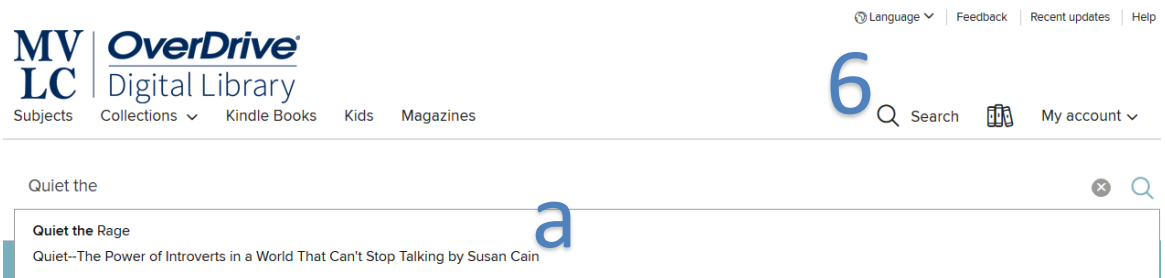 Language Feedback Recent updates Help
MV LC OverDrive® Digital Library
6
Subjects Collections Kindle Books Kids Magazines Search My account
Quiet the
a
Quiet the Rage
Quiet--The Power of Introverts in a World That Can't Stop Talking by Susan Cain